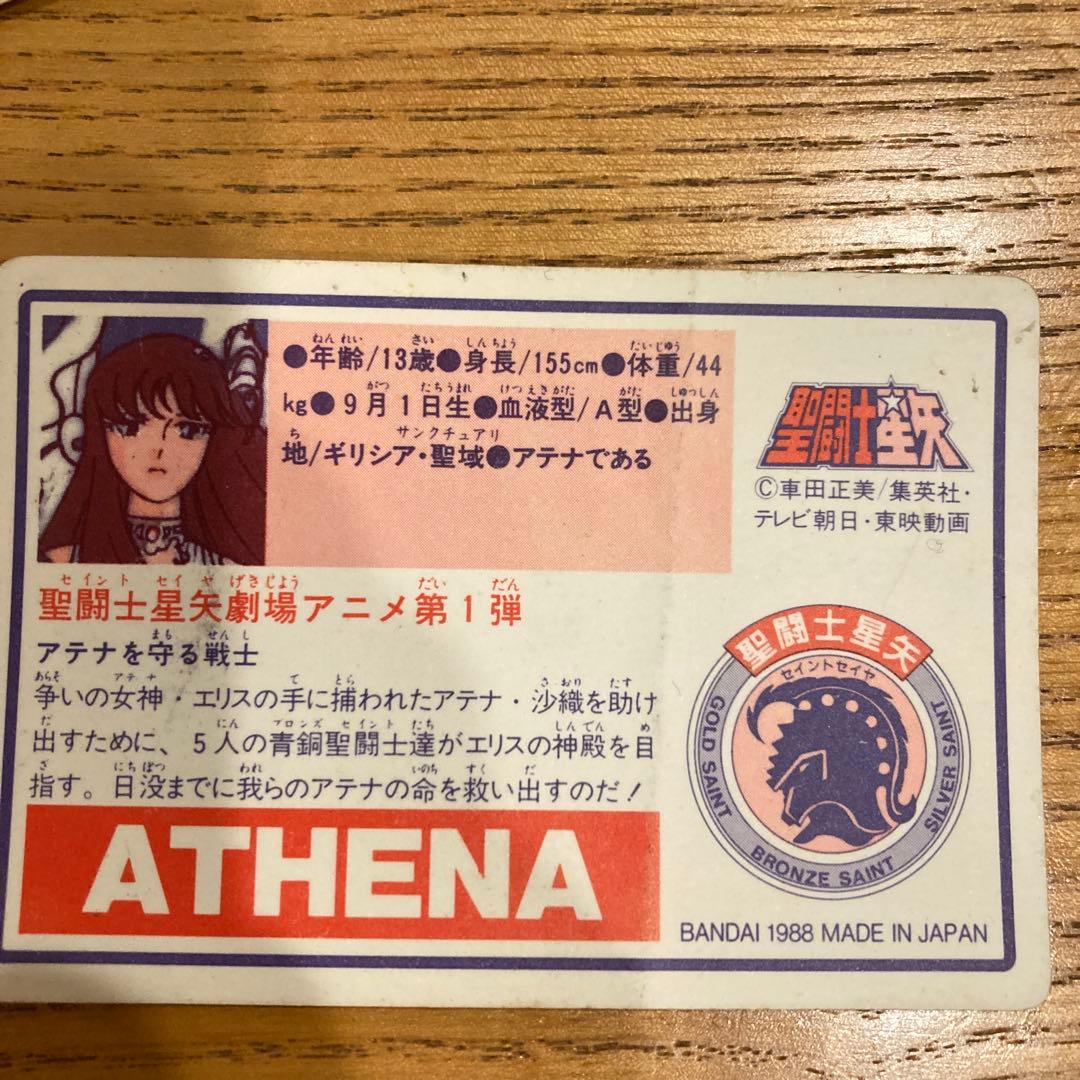 ●年齢/13歳●身長/155cm●体重/44
kg●9月1日生●血液型/A型●出身
地/ギリシア・聖域●アテナである
聖闘士星矢
©車田正美/集英社・
テレビ朝日・東映動画
聖闘士星矢劇場アニメ第1弾
アテナを守る戦士
争いの女神・エリスの手に捕われたアテナ・沙織を助け
出すために、5人の青銅聖闘士達がエリスの神殿を目
指す。日没までに我らのアテナの命を救い出すのだ!
ATHENA
聖闘士星矢
セイントセイヤ
GOLD SAINT
BRONZE SAINT
SILVER SAINT
BANDAI 1988 MADE IN JAPAN